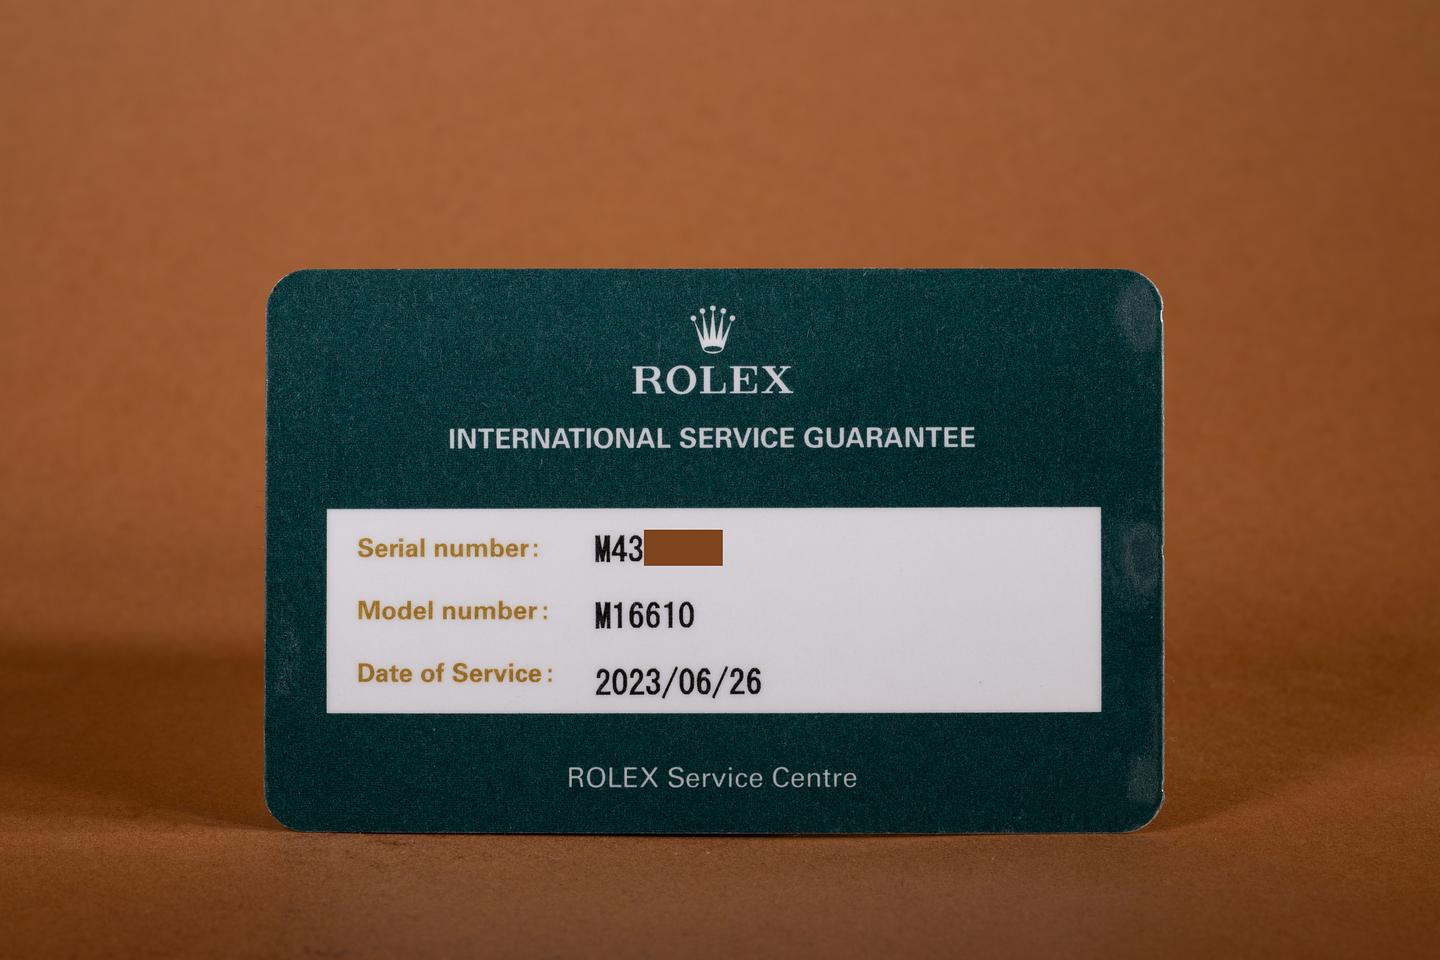 ROLEX
INTERNATIONAL SERVICE GUARANTEE
Serial number: M43
Model number: M16610
Date of Service: 2023/06/26
ROLEX Service Centre